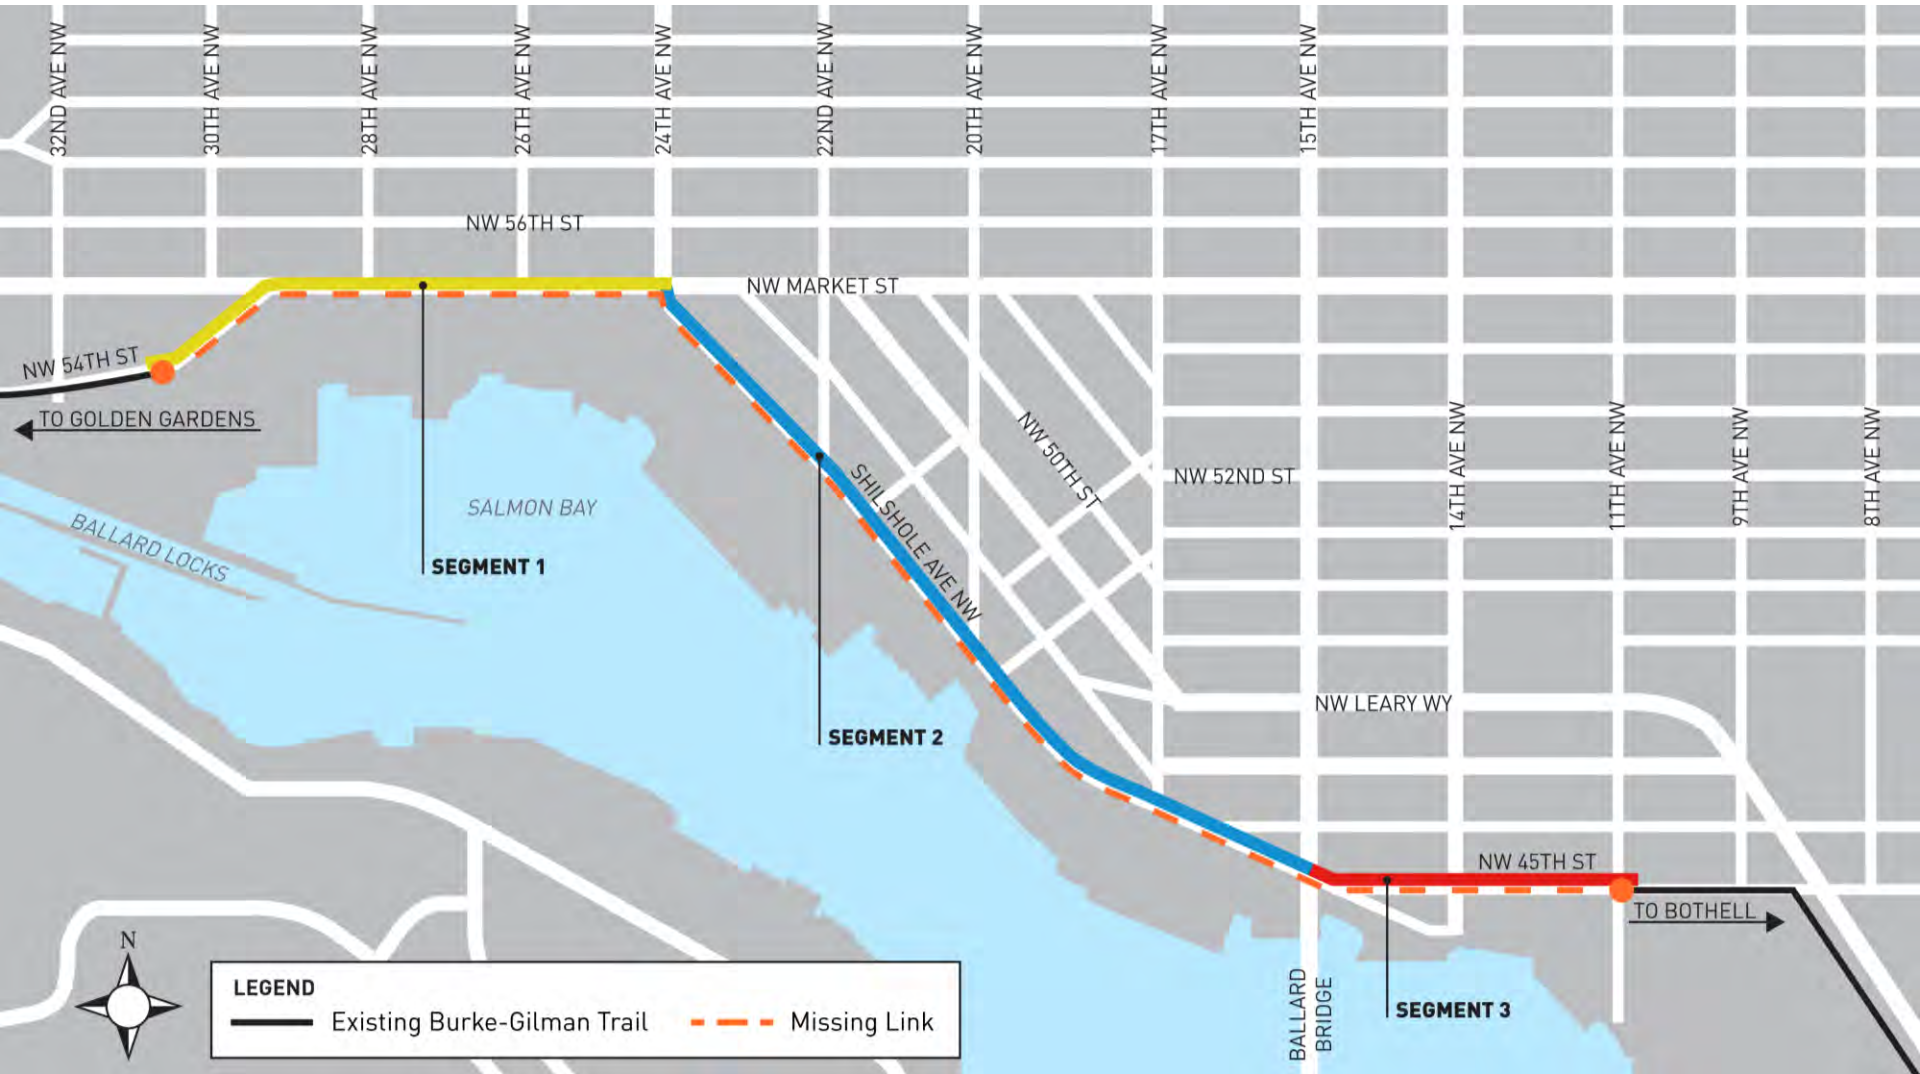 32ND AVE NW
30TH AVE NW
28TH AVE NW
26TH AVE NW
24TH AVE NW
22ND AVE NW
20TH AVE NW
17TH AVE NW
15TH AVE NW
NW 56TH ST
NW MARKET ST
NW 54TH ST
TO GOLDEN GARDENS
BALLARD LOCKS
SALMON BAY
SEGMENT 1
SHILSHOLE AVE NW
NW 50TH ST
NW 52ND ST
14TH AVE NW
11TH AVE NW
9TH AVE NW
8TH AVE NW
SEGMENT 2
NW LEARY WY
NW 45TH ST
TO BOTHELL
BALLARD
BRIDGE
SEGMENT 3
N
LEGEND
Existing Burke-Gilman Trail
Missing Link